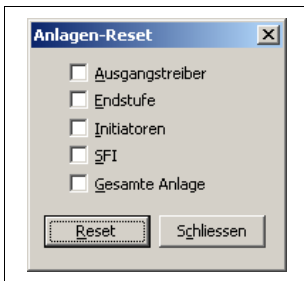 Anlagen-Reset
Ausgangstreiber
Endstufe
Initiatoren
SFI
Gesamte Anlage
Reset Schliessen